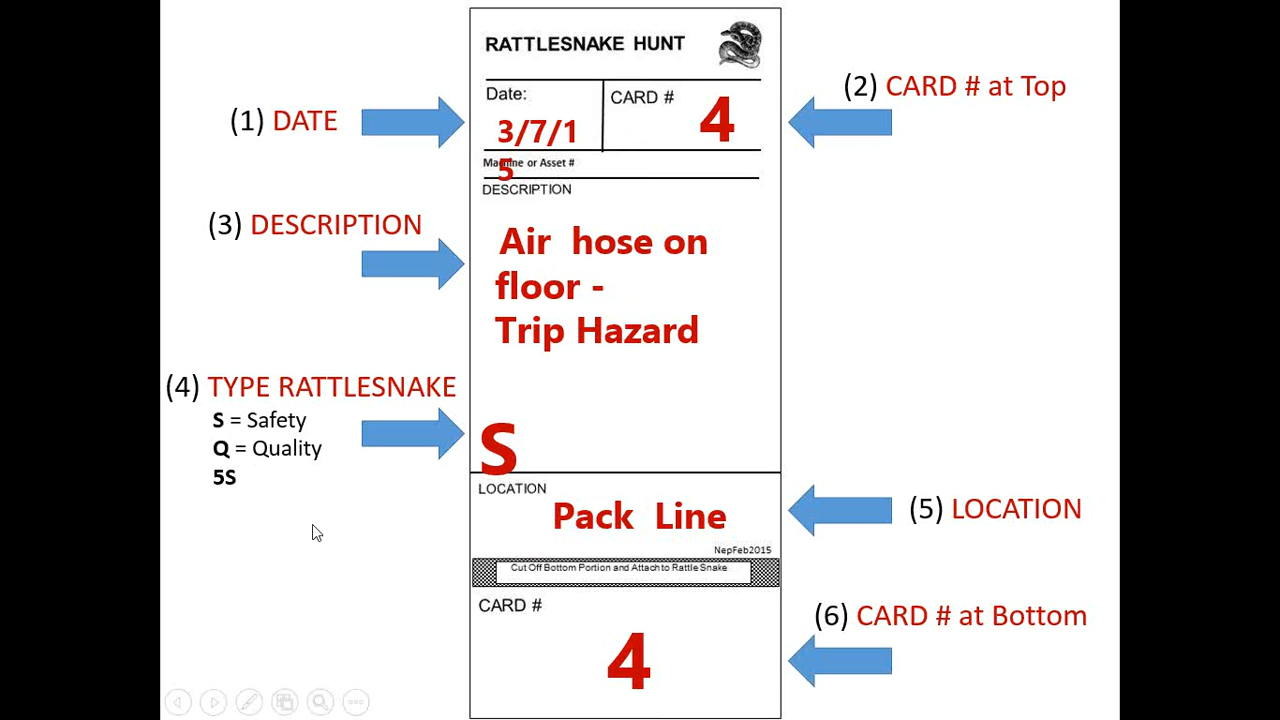 RATTLESNAKE HUNT
(1) DATE
Date:
3/7/1
5
CARD #
4
(2) CARD # at Top
Machine or Asset #
(3) DESCRIPTION
DESCRIPTION
Air hose on
floor -
Trip Hazard
(4) TYPE RATTLESNAKE
S = Safety
Q = Quality
5S
S
LOCATION
Pack Line
(5) LOCATION
NepFeb2015
Cut Off Bottom Portion and Attach to Rattle Snake
CARD #
4
(6) CARD # at Bottom